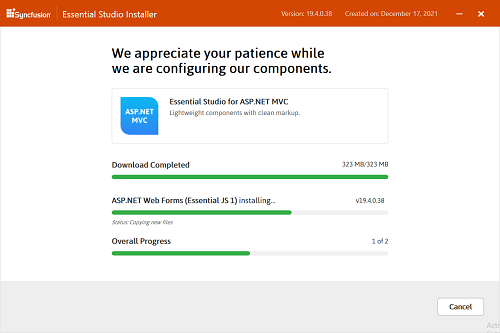 Syncfusion
Essential Studio Installer
Version: 19.4.0.38
Created on: December 17, 2021
We appreciate your patience while
we are configuring our components.
ASP.NET
MVC
Essential Studio for ASP.NET MVC
Lightweight components with clean markup.
Download Completed
323 MB/323 MB
ASP.NET Web Forms (Essential JS 1) installing...
v19.4.0.38
Status: Copying new files
Overall Progress
1 of 2
Cancel
Acti